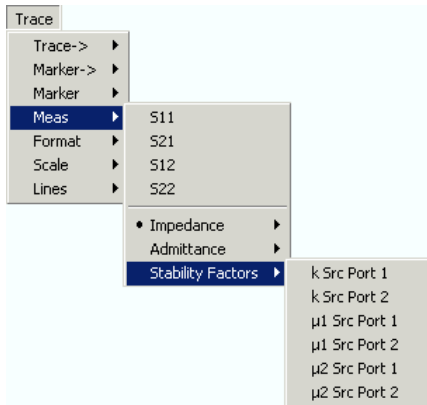 Trace
Trace->
Marker->
Marker
Meas
Format
Scale
Lines
S11
S21
S12
S22
• Impedance
Admittance
Stability Factors
k Src Port 1
k Src Port 2
µ1 Src Port 1
µ1 Src Port 2
µ2 Src Port 1
µ2 Src Port 2